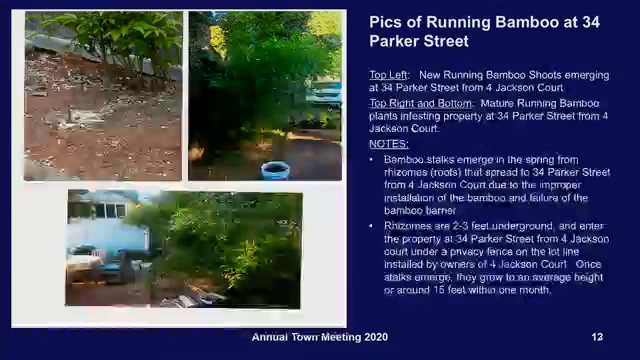 Pics of Running Bamboo at 34
Parker Street
Top Left: New Running Bamboo Shoots emerging
at 34 Parker Street from 4 Jackson Court
Top Right and Bottom: Mature Running Bamboo
plants infesting property at 34 Parker Street from 4
Jackson Court.
NOTES:
• Bamboo stalks emerge in the spring from
rhizomes (roots) that spread to 34 Parker Street
from 4 Jackson Court due to the improper
installation of the bamboo and failure of the
bamboo barrier
• Rhizomes are 2-3 feet underground, and enter
the property at 34 Parker Street from 4 Jackson
court under a privacy fence on the lot line
installed by owners of 4 Jackson Court. Once
stalks emerge, they grow to an average height
or around 15 feet within one month.
Annual Town Meeting 2020
12